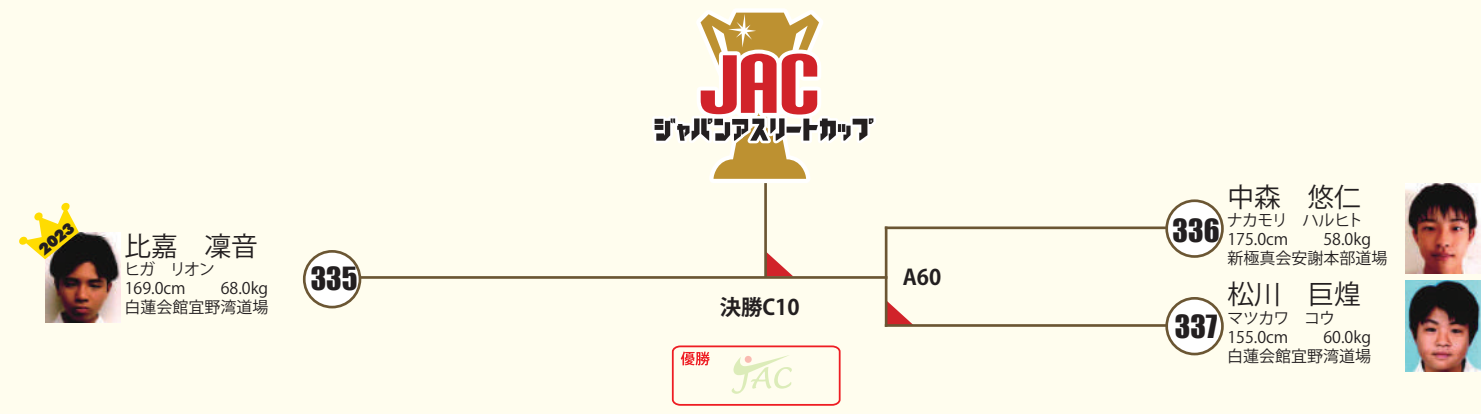 JAC
ジャパンアスリートカップ
2023
比嘉　凜音
ヒガ　リオン
169.0cm 68.0kg
白蓮会館宜野湾道場
335
決勝C10
A60
336
中森　悠仁
ナカモリ　ハルヒト
175.0cm 58.0kg
新極真会安謝本部道場
337
松川　巨煌
マツカワ　コウ
155.0cm 60.0kg
白蓮会館宜野湾道場
優勝
JAC